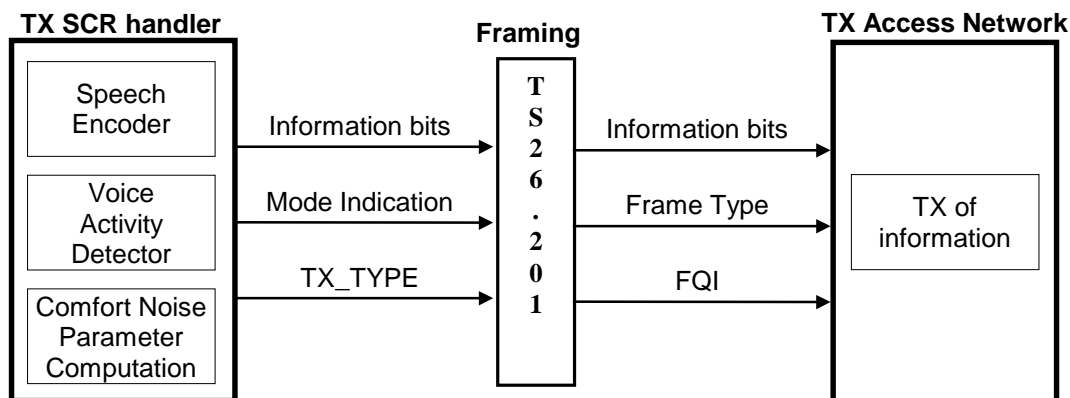 TX SCR handler
Framing
TX Access Network
Speech
Encoder
Voice
Activity
Detector
Comfort Noise
Parameter
Computation
Information bits
Mode Indication
TX_TYPE
T
S
2
6
.
2
0
1
Information bits
Frame Type
FQI
TX of
information